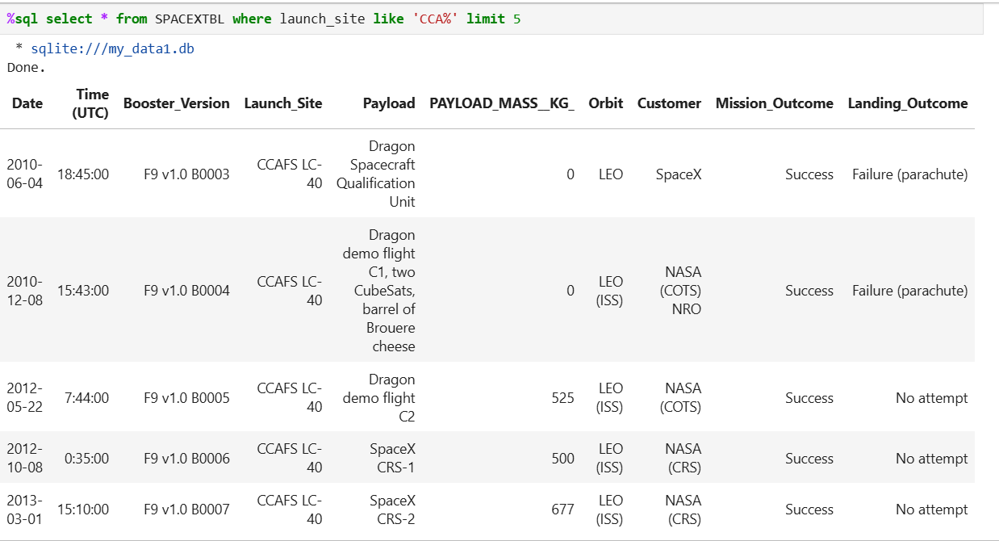 %sql select * from SPACEXTBL where launch_site like 'CCA%' limit 5
* sqlite:///my_data1.db
Done.
Date Time (UTC) Booster_Version Launch_Site Payload PAYLOAD_MASS__KG_ Orbit Customer Mission_Outcome Landing_Outcome
2010-06-04 18:45:00 F9 v1.0 B0003 CCAFS LC-40 Dragon Spacecraft Qualification Unit 0 LEO SpaceX Success Failure (parachute)
2010-12-08 15:43:00 F9 v1.0 B0004 CCAFS LC-40 Dragon demo flight C1, two CubeSats, barrel of Brouere cheese 0 LEO (ISS) NASA (COTS) NRO Success Failure (parachute)
2012-05-22 7:44:00 F9 v1.0 B0005 CCAFS LC-40 Dragon demo flight C2 525 LEO (ISS) NASA (COTS) Success No attempt
2012-10-08 0:35:00 F9 v1.0 B0006 CCAFS LC-40 SpaceX CRS-1 500 LEO (ISS) NASA (CRS) Success No attempt
2013-03-01 15:10:00 F9 v1.0 B0007 CCAFS LC-40 SpaceX CRS-2 677 LEO (ISS) NASA (CRS) Success No attempt